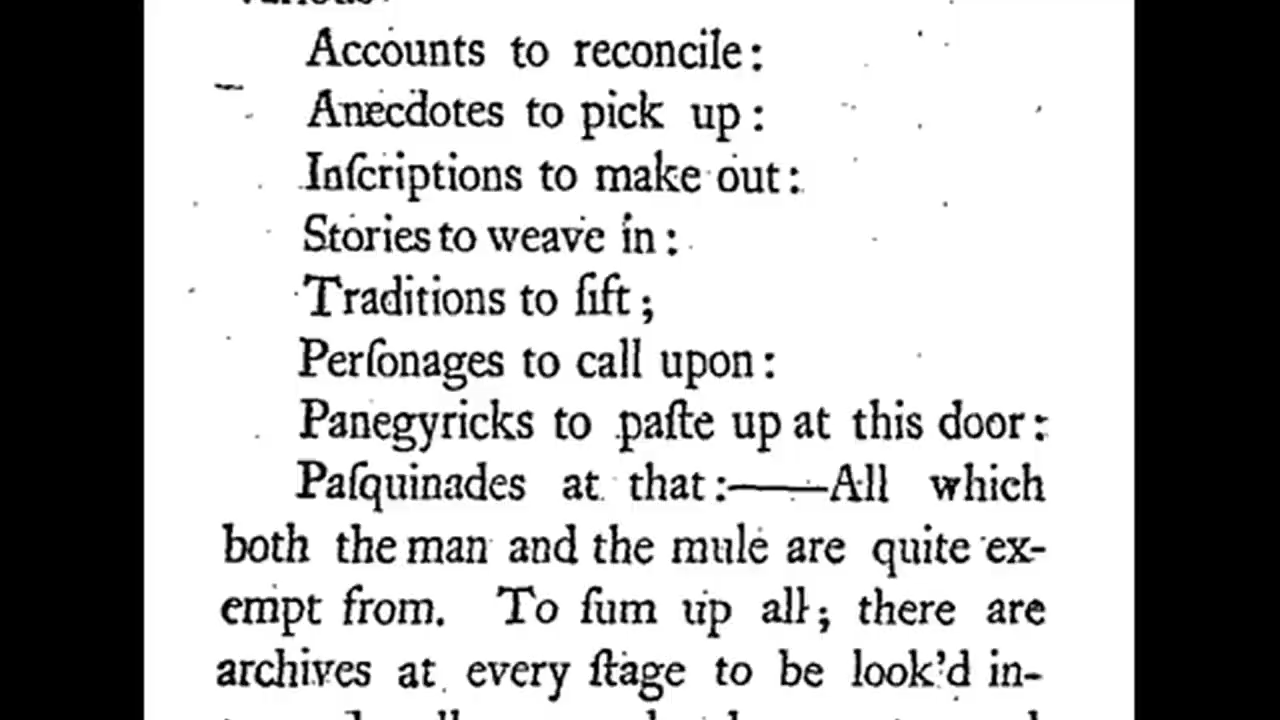 Accounts to reconcile:
Anecdotes to pick up:
Inſcriptions to make out:
Stories to weave in:
Traditions to ſift;
Perſonages to call upon:
Panegyricks to paſte up at this door:
Paſquinades at that:——All which
both the man and the mule are quite ex-
empt from. To ſum up all; there are
archives at every ſtage to be look'd in-